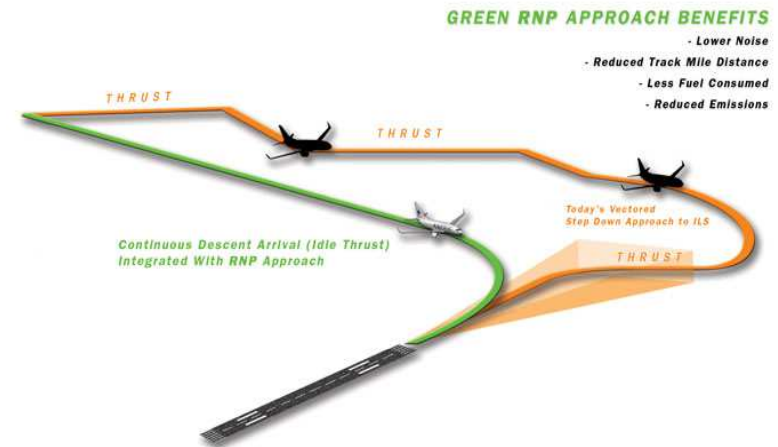 GREEN RNP APPROACH BENEFITS
- Lower Noise
- Reduced Track Mile Distance
- Less Fuel Consumed
- Reduced Emissions
THRUST
THRUST
Today's Vectored
Step Down Approach to ILS
Continuous Descent Arrival (Idle Thrust)
Integrated With RNP Approach
THRUST